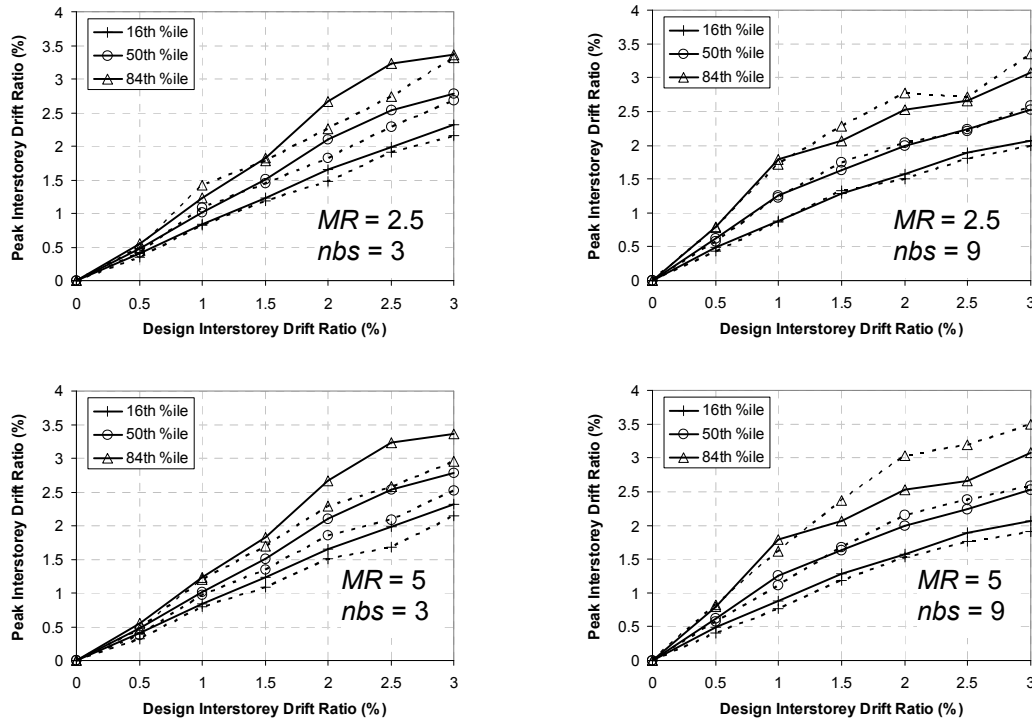 4
3.5
3
2.5
2
1.5
1
0.5
0
Peak Interstorey Drift Ratio (%)
16th %ile
50th %ile
84th %ile
MR = 2.5
nbs = 3
0 0.5 1 1.5 2 2.5 3
Design Interstorey Drift Ratio (%)
4
3.5
3
2.5
2
1.5
1
0.5
0
Peak Interstorey Drift Ratio (%)
16th %ile
50th %ile
84th %ile
MR = 2.5
nbs = 9
0 0.5 1 1.5 2 2.5 3
Design Interstorey Drift Ratio (%)
4
3.5
3
2.5
2
1.5
1
0.5
0
Peak Interstorey Drift Ratio (%)
16th %ile
50th %ile
84th %ile
MR = 5
nbs = 3
0 0.5 1 1.5 2 2.5 3
Design Interstorey Drift Ratio (%)
4
3.5
3
2.5
2
1.5
1
0.5
0
Peak Interstorey Drift Ratio (%)
16th %ile
50th %ile
84th %ile
MR = 5
nbs = 9
0 0.5 1 1.5 2 2.5 3
Design Interstorey Drift Ratio (%)